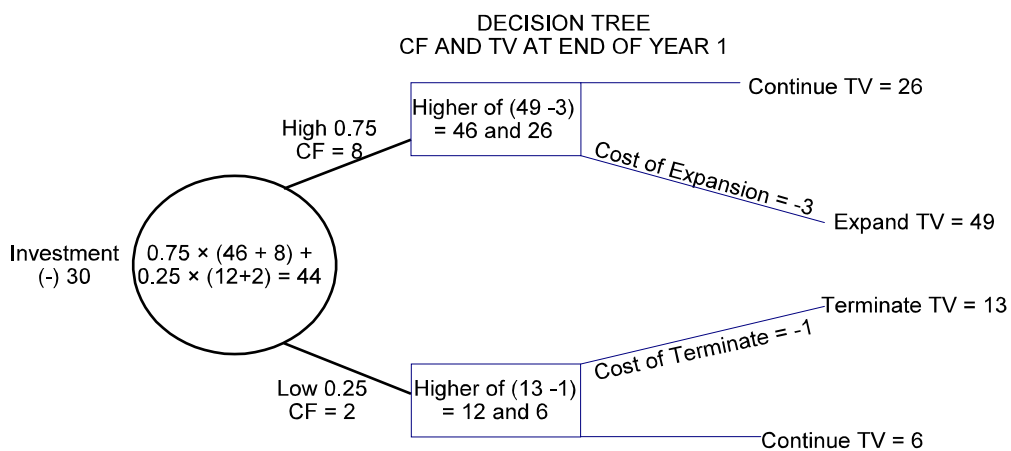 DECISION TREE
CF AND TV AT END OF YEAR 1
Continue TV = 26
Higher of (49 -3)
= 46 and 26
High 0.75
CF = 8
Cost of Expansion = -3
Expand TV = 49
Investment
(-) 30
0.75 × (46 + 8) +
0.25 × (12+2) = 44
Terminate TV = 13
Cost of Terminate = -1
Low 0.25
CF = 2
Higher of (13 -1)
= 12 and 6
Continue TV = 6